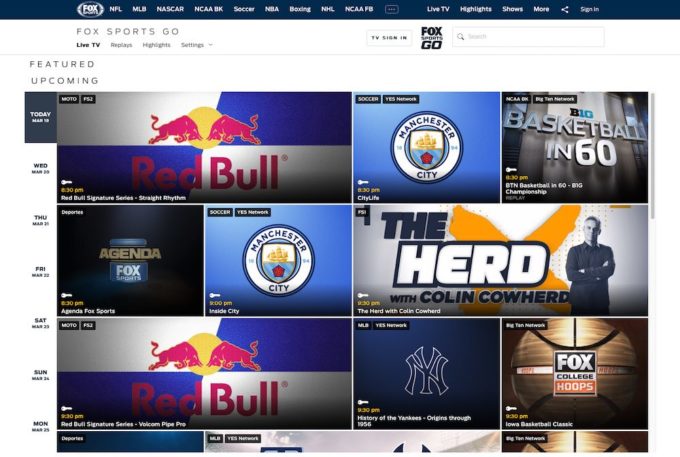 FOX SPORTS
NFL MLB NASCAR NCAA BK Soccer NBA Boxing NHL NCAA FB Live TV Highlights Shows More Sign In
FOX SPORTS GO
Live TV Replays Highlights Settings
TV SIGN IN
FOX SPORTS GO
Search
FEATURED
UPCOMING
TODAY
MAR 19
WED
MAR 20
THU
MAR 21
FRI
MAR 22
SAT
MAR 23
SUN
MAR 24
MON
MAR 25
MOTO FS2
Red Bull
8:30 pm
Red Bull Signature Series - Straight Rhythm
SOCCER YES Network
MANCHESTER
18 94
CITY
8:30 pm
CityLife
NCAA BK Big Ten Network
B1G
BASKETBALL
IN 60
8:30 pm
BTN Basketball in 60 - B1G
Championship
REPLAY
Deportes
AGENDA
FOX
SPORTS
8:30 pm
Agenda Fox Sports
SOCCER YES Network
MANCHESTER
18 94
CITY
9:00 pm
Inside City
FS1
THE
HERD
WITH COLIN COWHERD
9:30 pm
The Herd with Colin Cowherd
MOTO FS2
Red Bull
9:30 pm
Red Bull Signature Series - Volcom Pipe Pro
MLB YES Network
NY
9:30 pm
History of the Yankees - Origins through
1956
Big Ten Network
FOX
COLLEGE
HOOPS
9:30 pm
Iowa Basketball Classic
Deportes
MLB YES Network
Big Ten Network